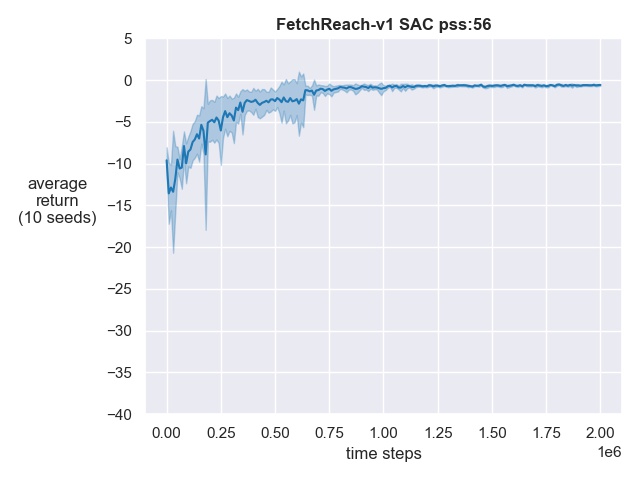 FetchReach-v1 SAC pss:56
5
0
−5
−10
−15
−20
−25
−30
−35
−40
average
return
(10 seeds)
0.00 0.25 0.50 0.75 1.00 1.25 1.50 1.75 2.00
time steps
1e6